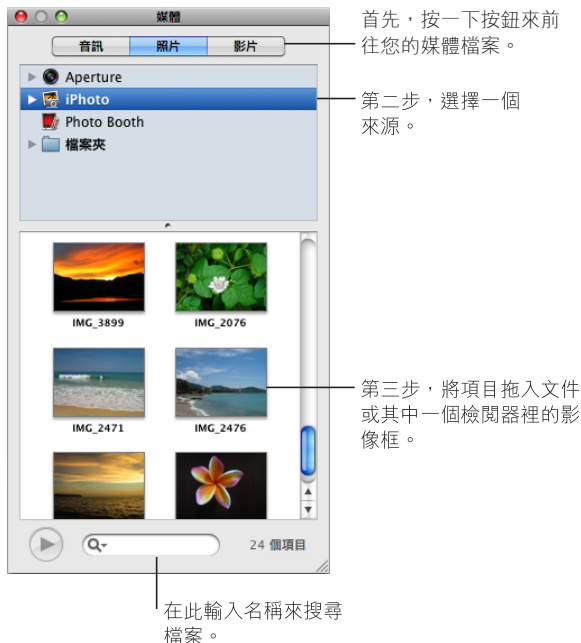 媒體
首先，按一下按鈕來前
往您的媒體檔案。
音訊 照片 影片
Aperture
iPhoto
第二步，選擇一個
來源。
Photo Booth
檔案夾
IMG_3899 IMG_2076
第三步，將項目拖入文件
或其中一個檢閱器裡的影
像框。
IMG_2471 IMG_2476
24 個項目
在此輸入名稱來搜尋
檔案。